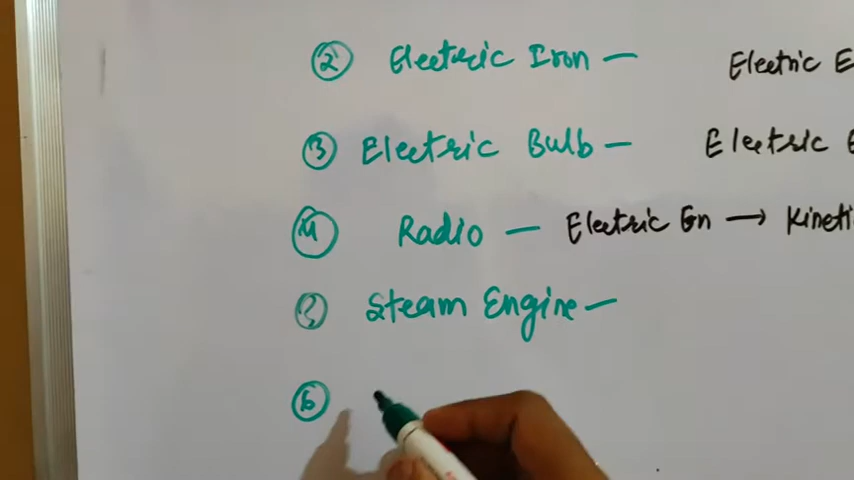 ② Electric Iron — Electric E
③ Electric Bulb — Electric E
④ Radio — Electric En → Kineti
⑤ Steam Engine —
⑥